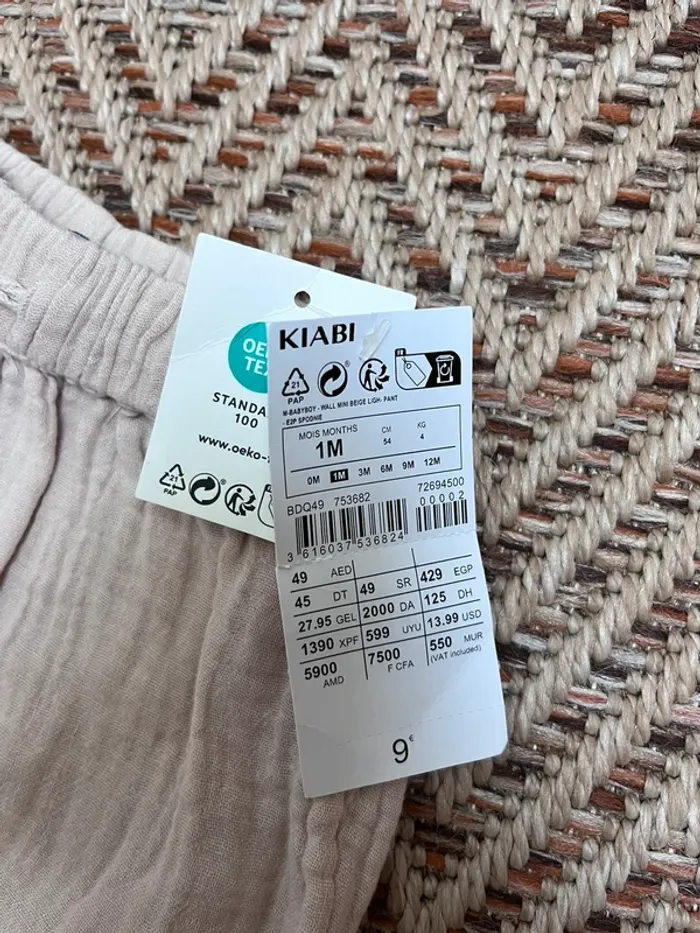 OE
TE
STANDA
100
www.oeko-
21
PAP
KIABI
21
PAP
M-BABYBOY - WALL MINI BEIGE LIGH- PANT
- E2P SPOONIE
MOIS MONTHS CM KG
1M 54 4
0M 1M 3M 6M 9M 12M
BDQ49 753682 72694500
00002
3 616037 536824
49 AED
45 DT 49 SR 429 EGP
27.95 GEL 2000 DA 125 DH
1390 XPF 599 UYU 13.99 USD
5900 AMD 7500 F CFA 550 MUR
(VAT included)
9€